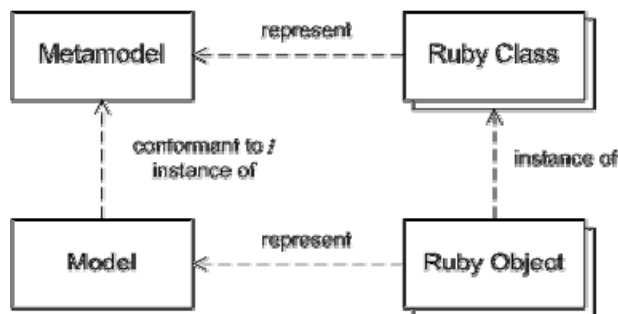 represent
Metamodel
Ruby Class
conformant to /
instance of
instance of
represent
Model
Ruby Object